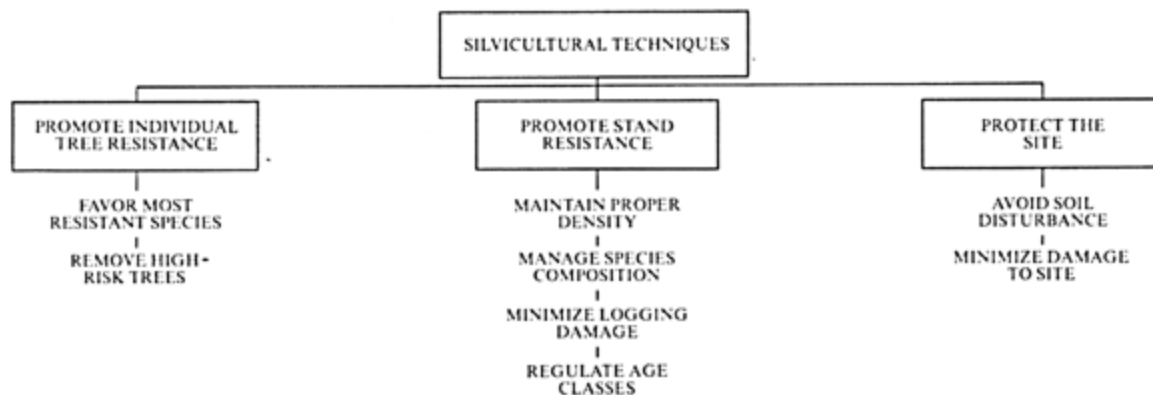 SILVICULTURAL TECHNIQUES
PROMOTE INDIVIDUAL
TREE RESISTANCE
FAVOR MOST
RESISTANT SPECIES
REMOVE HIGH-
RISK TREES
PROMOTE STAND
RESISTANCE
MAINTAIN PROPER
DENSITY
MANAGE SPECIES
COMPOSITION
MINIMIZE LOGGING
DAMAGE
REGULATE AGE
CLASSES
PROTECT THE
SITE
AVOID SOIL
DISTURBANCE
MINIMIZE DAMAGE
TO SITE